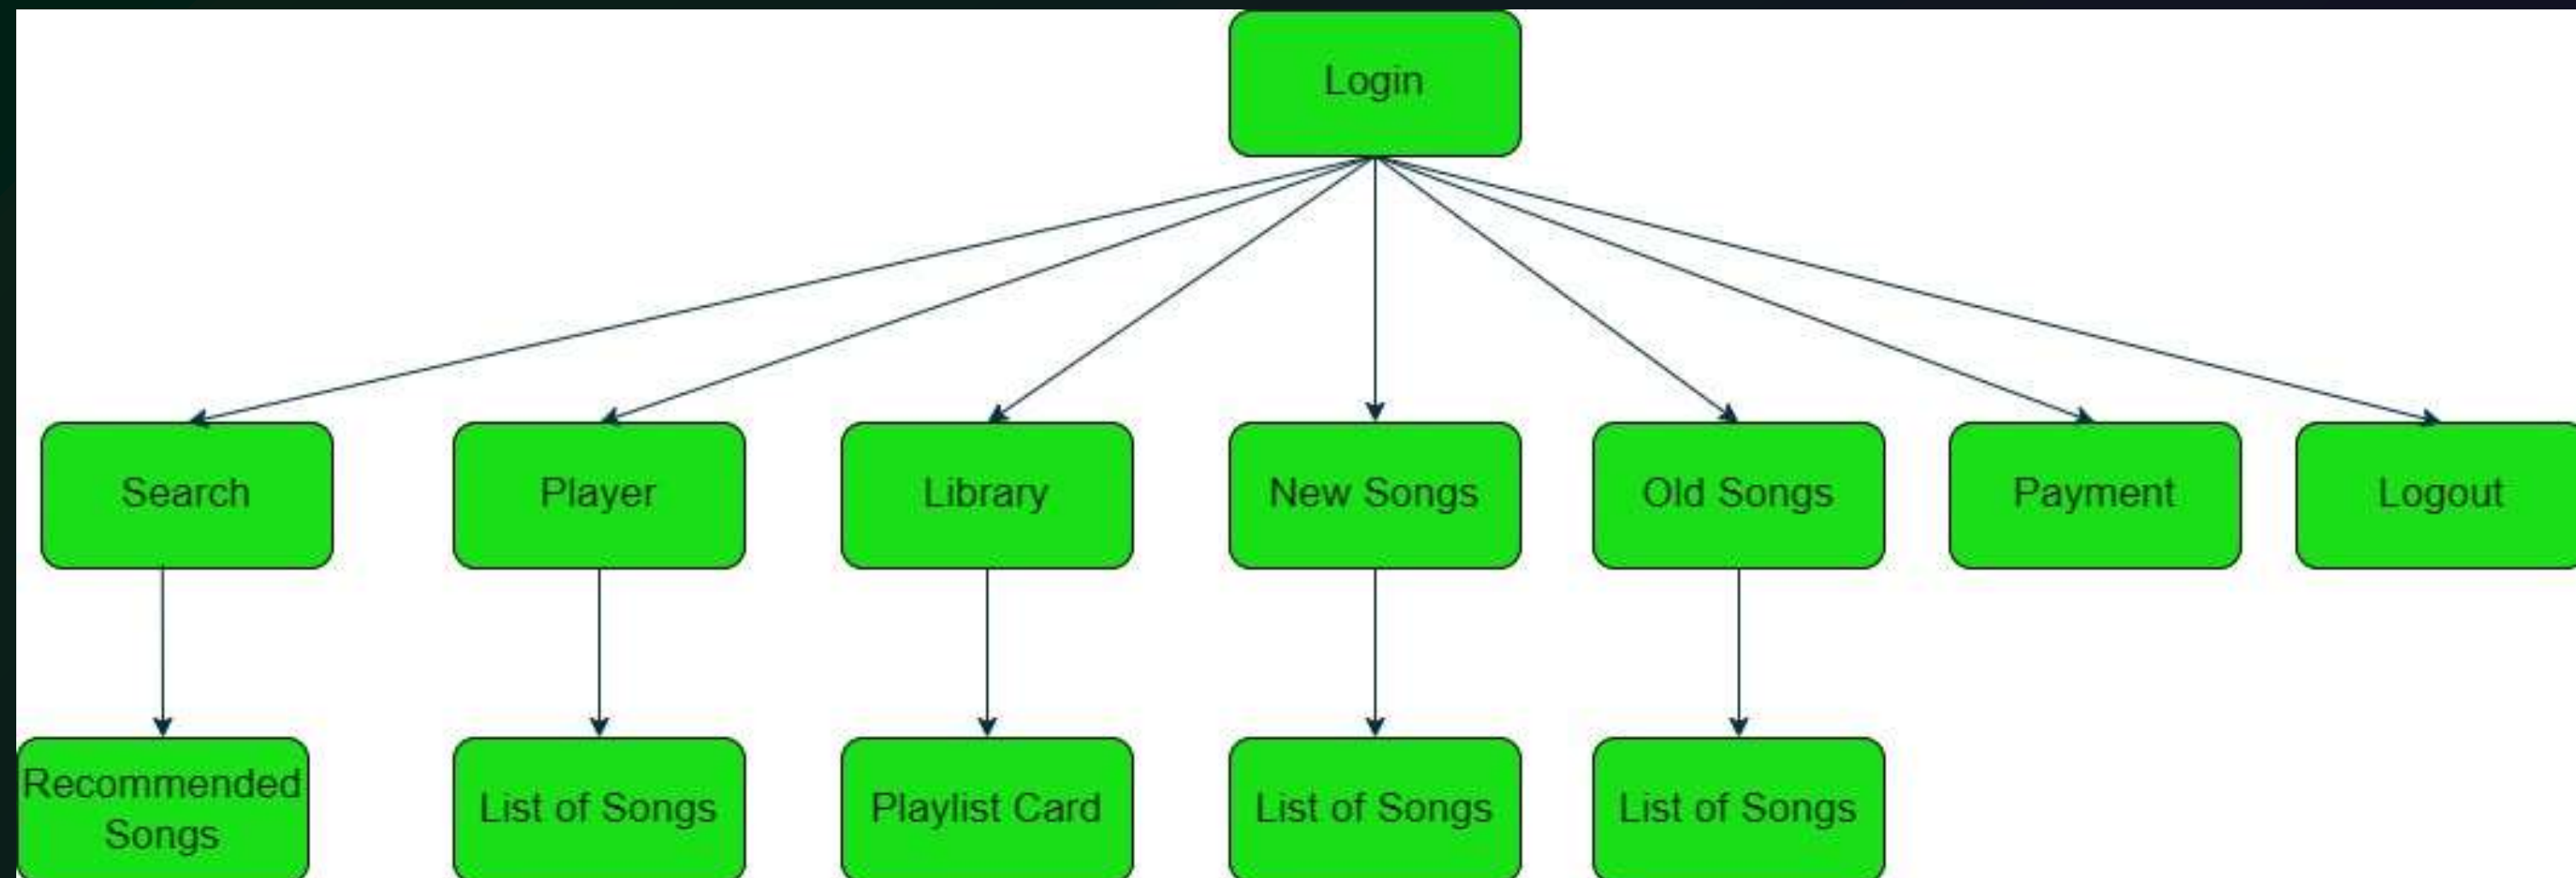 Login
Search
Player
Library
New Songs
Old Songs
Payment
Logout
Recommended
Songs
List of Songs
Playlist Card
List of Songs
List of Songs